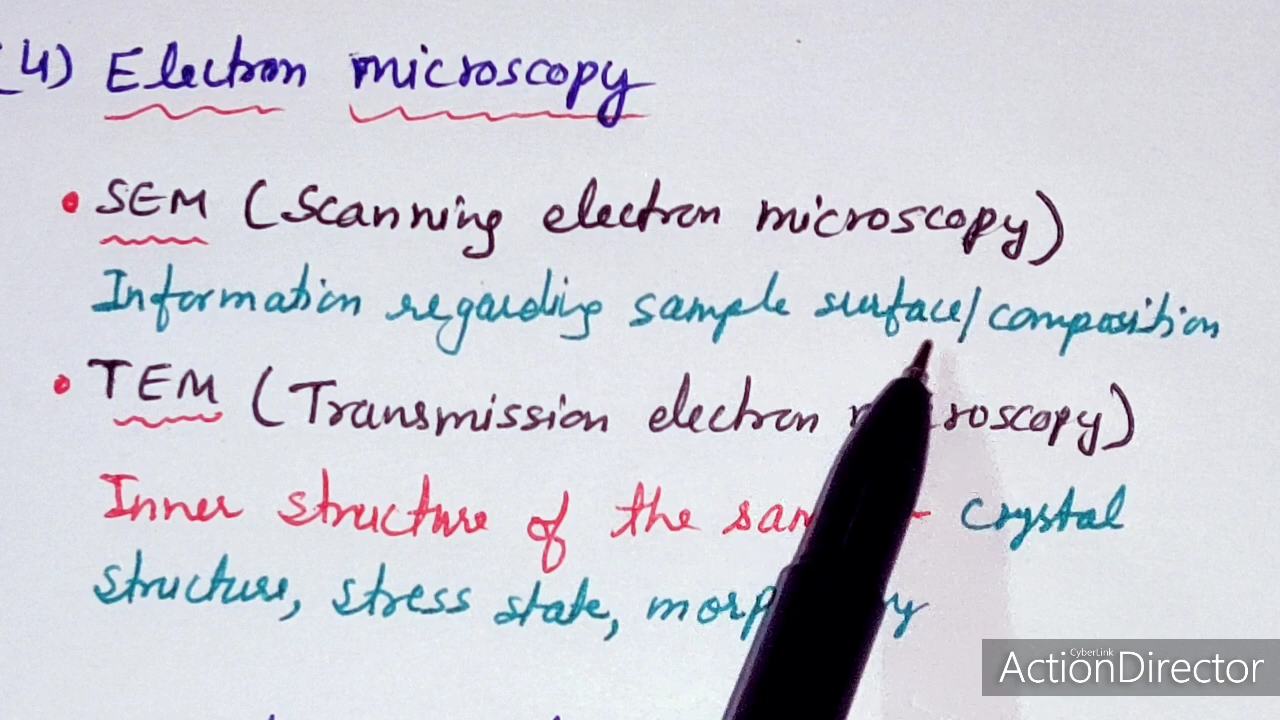 (4) Electron microscopy
• SEM (Scanning electron microscopy)
Information regarding sample surface/composition
• TEM (Transmission electron microscopy)
Inner structure of the - crystal
structure, stress state,
CyberLink
ActionDirector